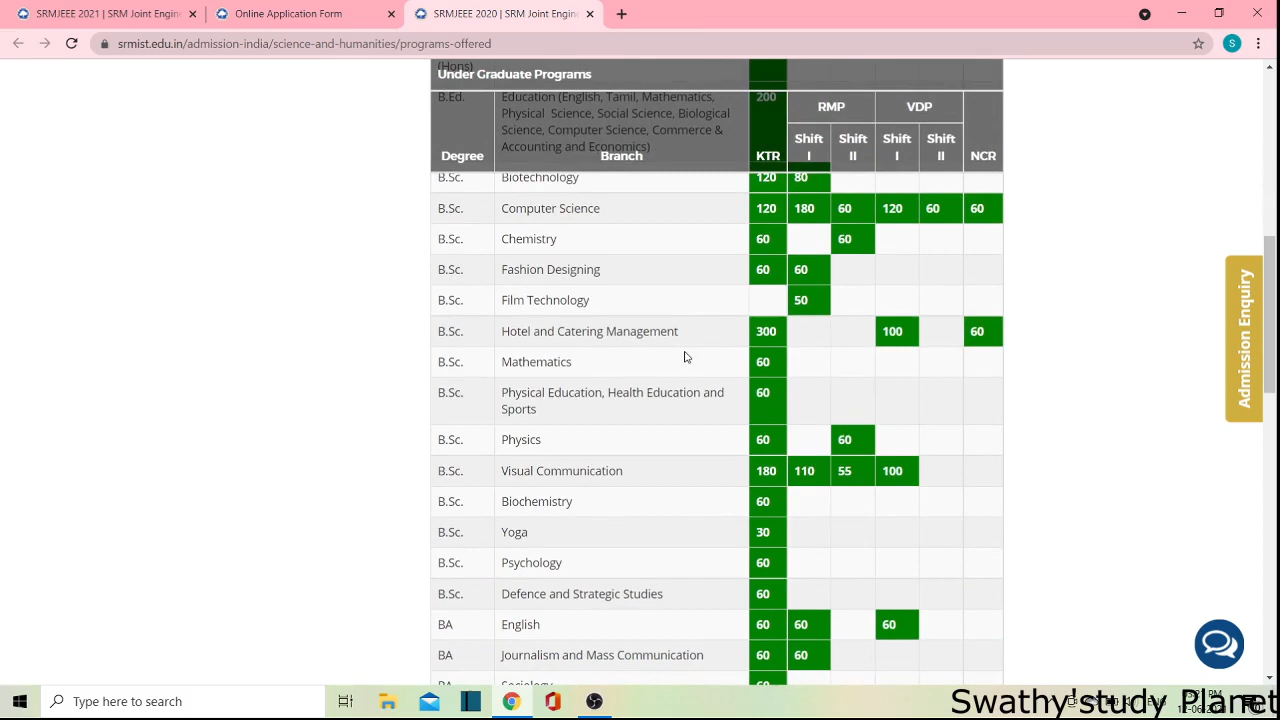 SRMJEEE 2021 | SRM Joint Engin
Online Application Form
SRMJEEE 2020 | SRM Joint Engin
srmist.edu.in/admission-india/science-and-humanities/programs-offered
(Hons)
Under Graduate Programs
B.Ed. Education (English, Tamil, Mathematics, 200
Physical Science, Social Science, Biological
Science, Computer Science, Commerce &
Accounting and Economics)
RMP VDP
Shift I Shift II Shift I Shift II
Degree Branch KTR NCR
B.Sc. Biotechnology 120 80
B.Sc. Computer Science 120 180 60 120 60 60
B.Sc. Chemistry 60 60
B.Sc. Fashion Designing 60 60
B.Sc. Film Technology 50
B.Sc. Hotel and Catering Management 300 100 60
B.Sc. Mathematics 60
B.Sc. Physical Education, Health Education and 60
Sports
B.Sc. Physics 60 60
B.Sc. Visual Communication 180 110 55 100
B.Sc. Biochemistry 60
B.Sc. Yoga 30
B.Sc. Psychology 60
B.Sc. Defence and Strategic Studies 60
BA English 60 60 60
BA Journalism and Mass Communication 60 60
Admission Enquiry
S
Type here to search
Swathy'study Planet